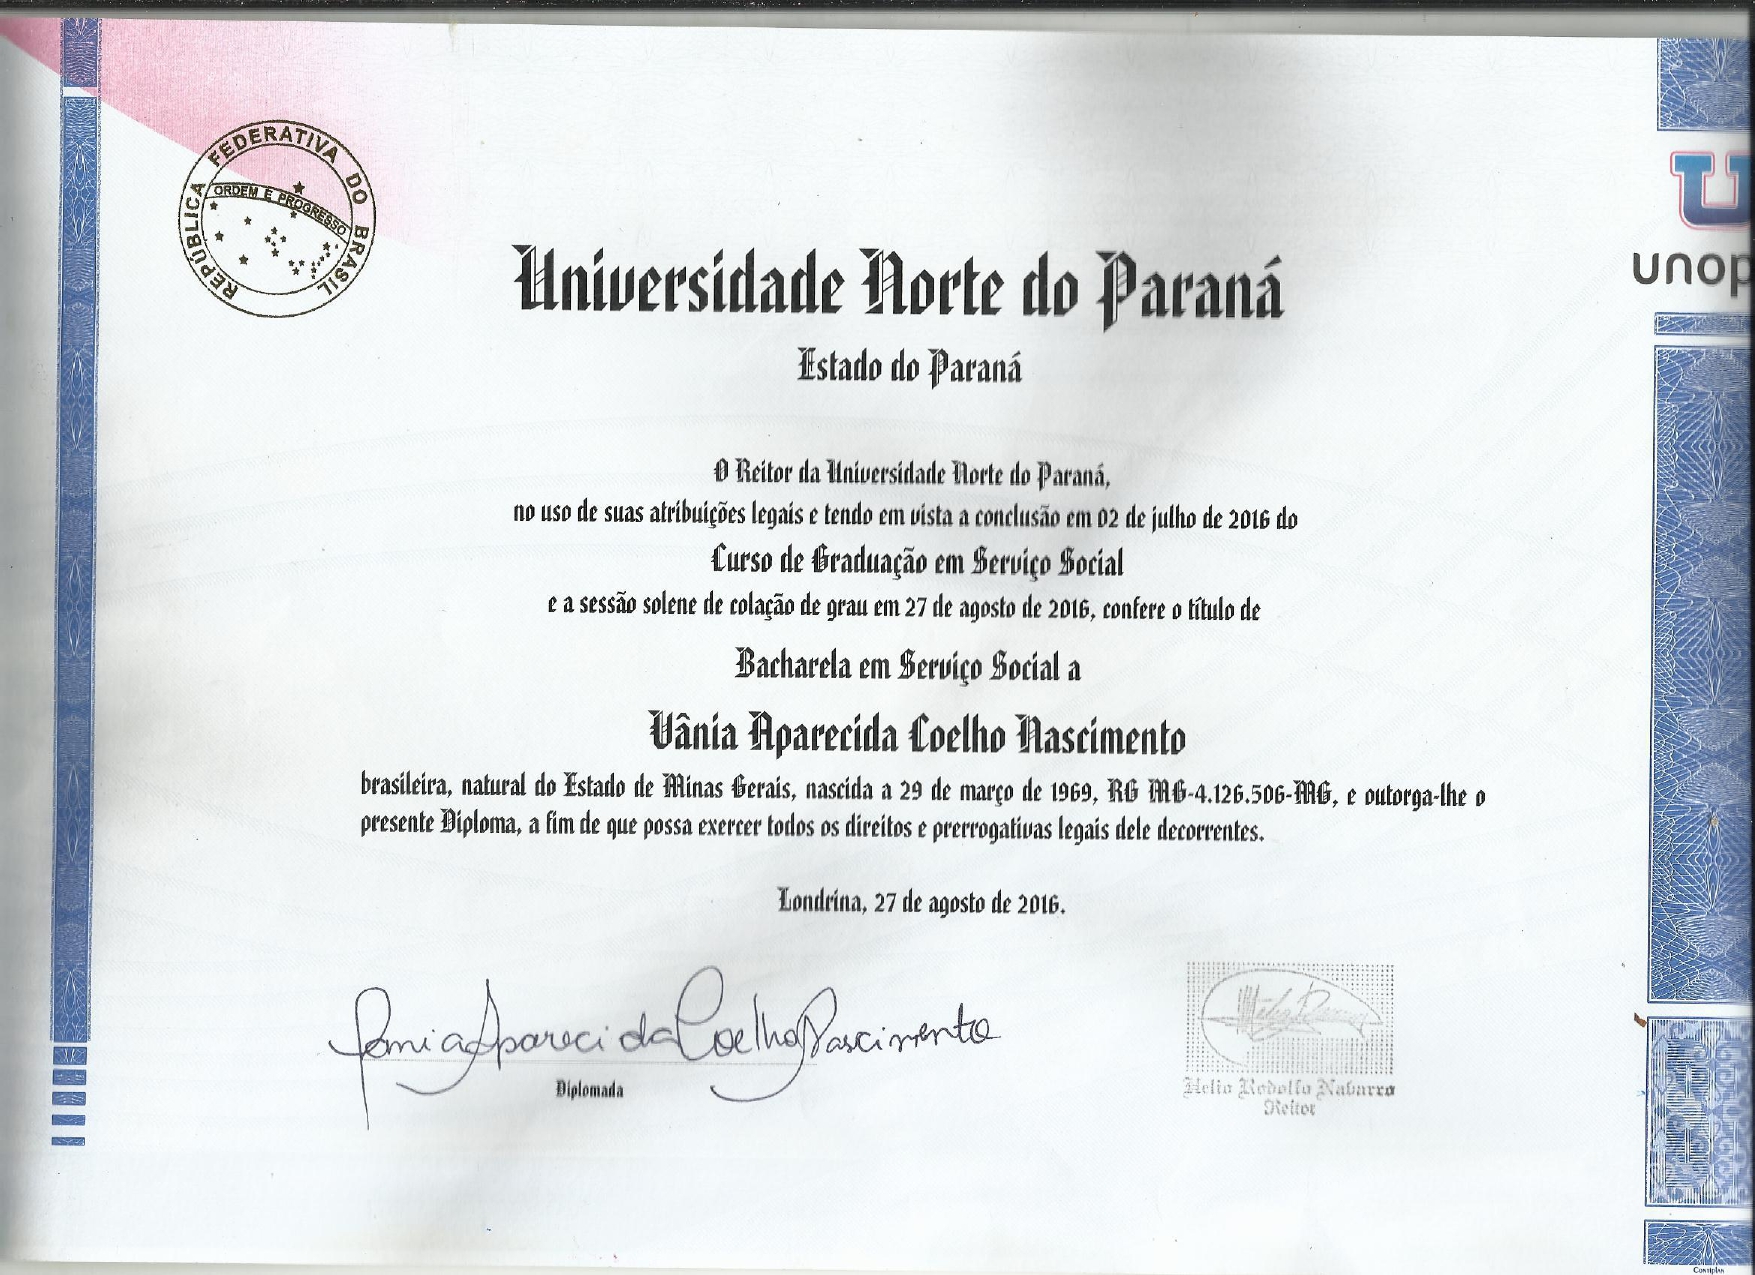 REPÚBLICA FEDERATIVA DO BRASIL
ORDEM E PROGRESSO
unop
Universidade Norte do Paraná
Estado do Paraná
O Reitor da Universidade Norte do Paraná,
no uso de suas atribuições legais e tendo em vista a conclusão em 02 de julho de 2016 do
Curso de Graduação em Serviço Social
e a sessão solene de colação de grau em 27 de agosto de 2016, confere o título de
Bacharela em Serviço Social a
Vânia Aparecida Coelho Nascimento
brasileira, natural do Estado de Minas Gerais, nascida a 29 de março de 1969, RG MG-4.126.506-MG, e outorga-lhe o
presente Diploma, a fim de que possa exercer todos os direitos e prerrogativas legais dele decorrentes.
Londrina, 27 de agosto de 2016.
Vania Aparecida Coelho Nascimento
Diplomada
Helio Rodolfo Navarro
Reitor